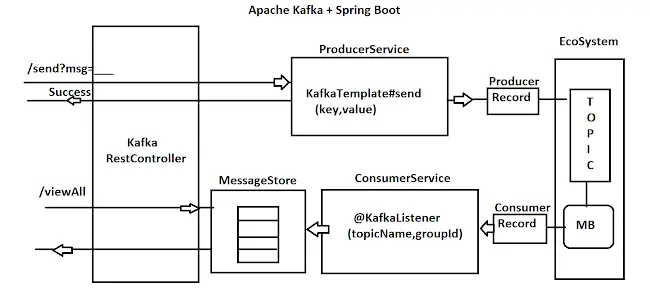 Apache Kafka + Spring Boot
EcoSystem
ProducerService
/send?msg=___
Success
KafkaTemplate#send
(key,value)
Producer
Record
T
O
P
I
C
Kafka
RestController
/viewAll
MessageStore
ConsumerService
@KafkaListener
(topicName,groupId)
Consumer
Record
MB